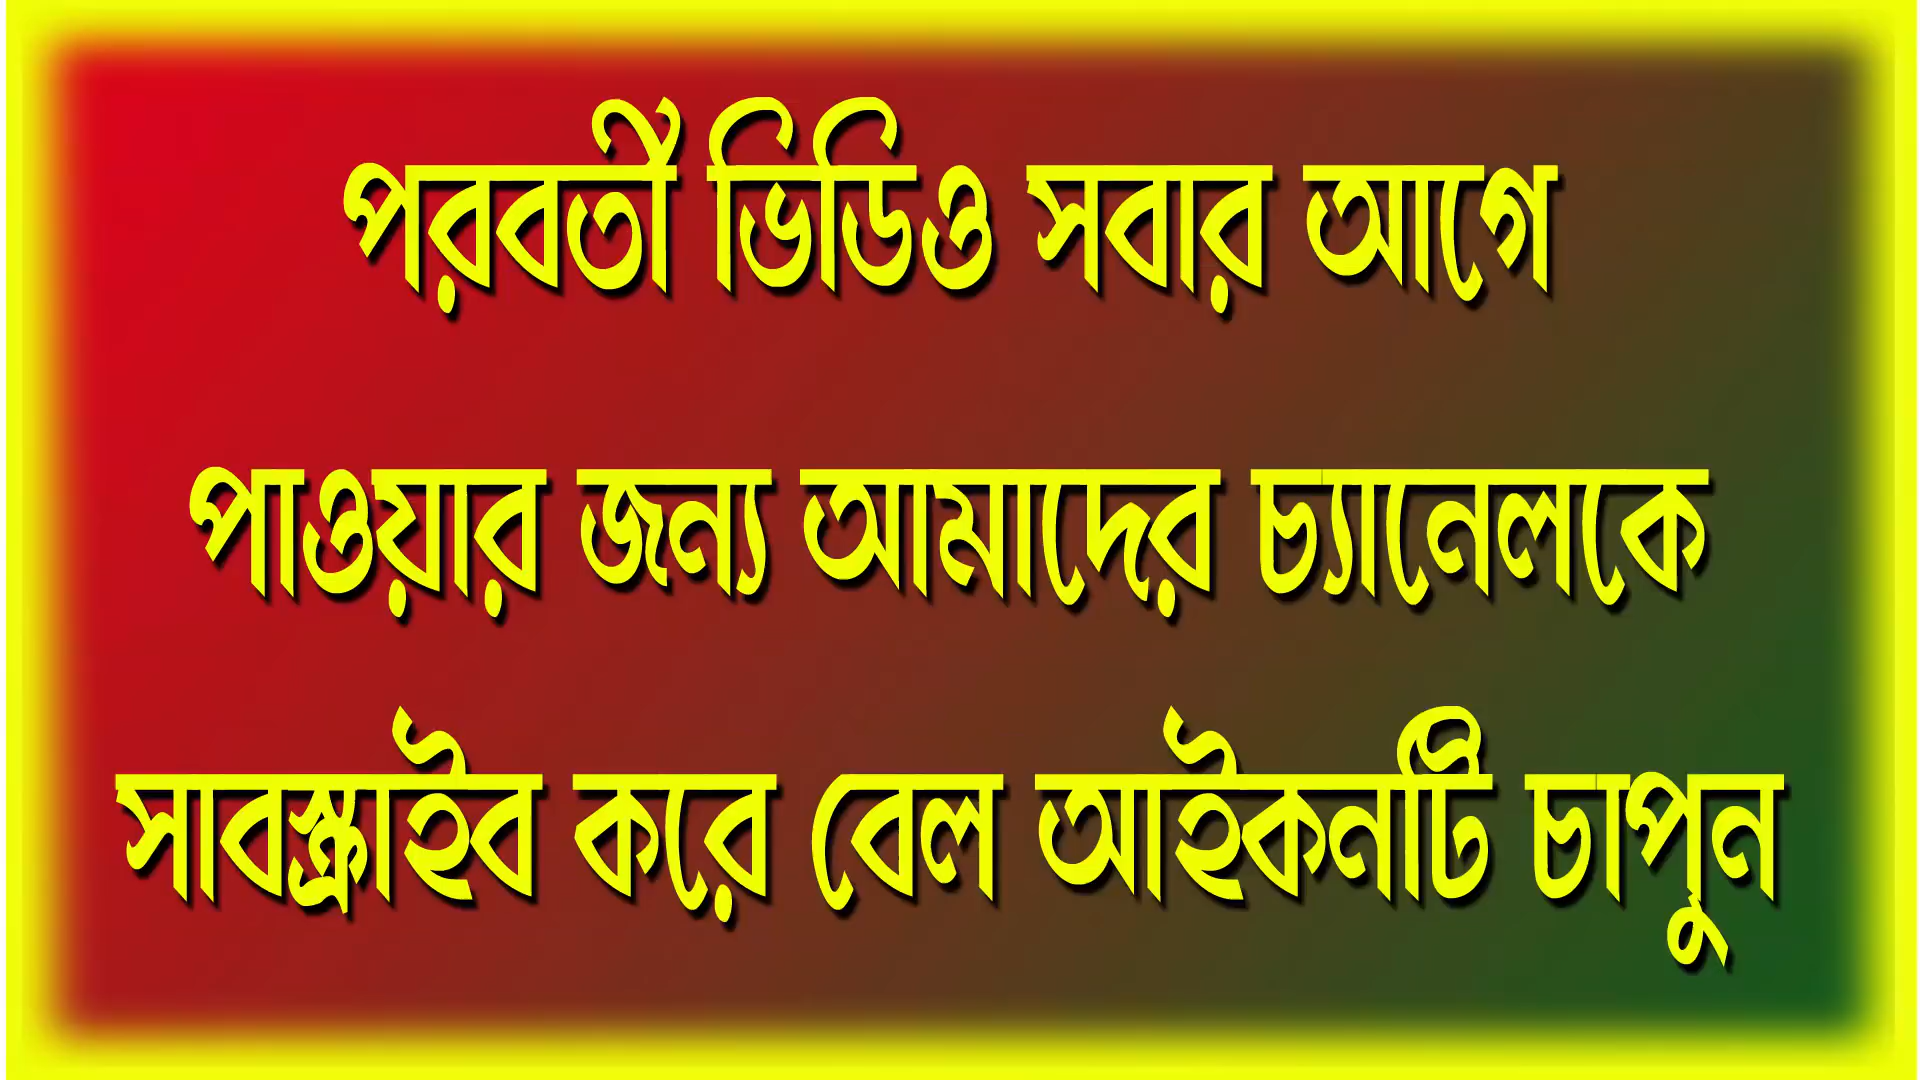 পরবর্তী ভিডিও সবার আগে
পাওয়ার জন্য আমাদের চ্যানেলকে
সাবস্ক্রাইব করে বেল আইকনটি চাপুন